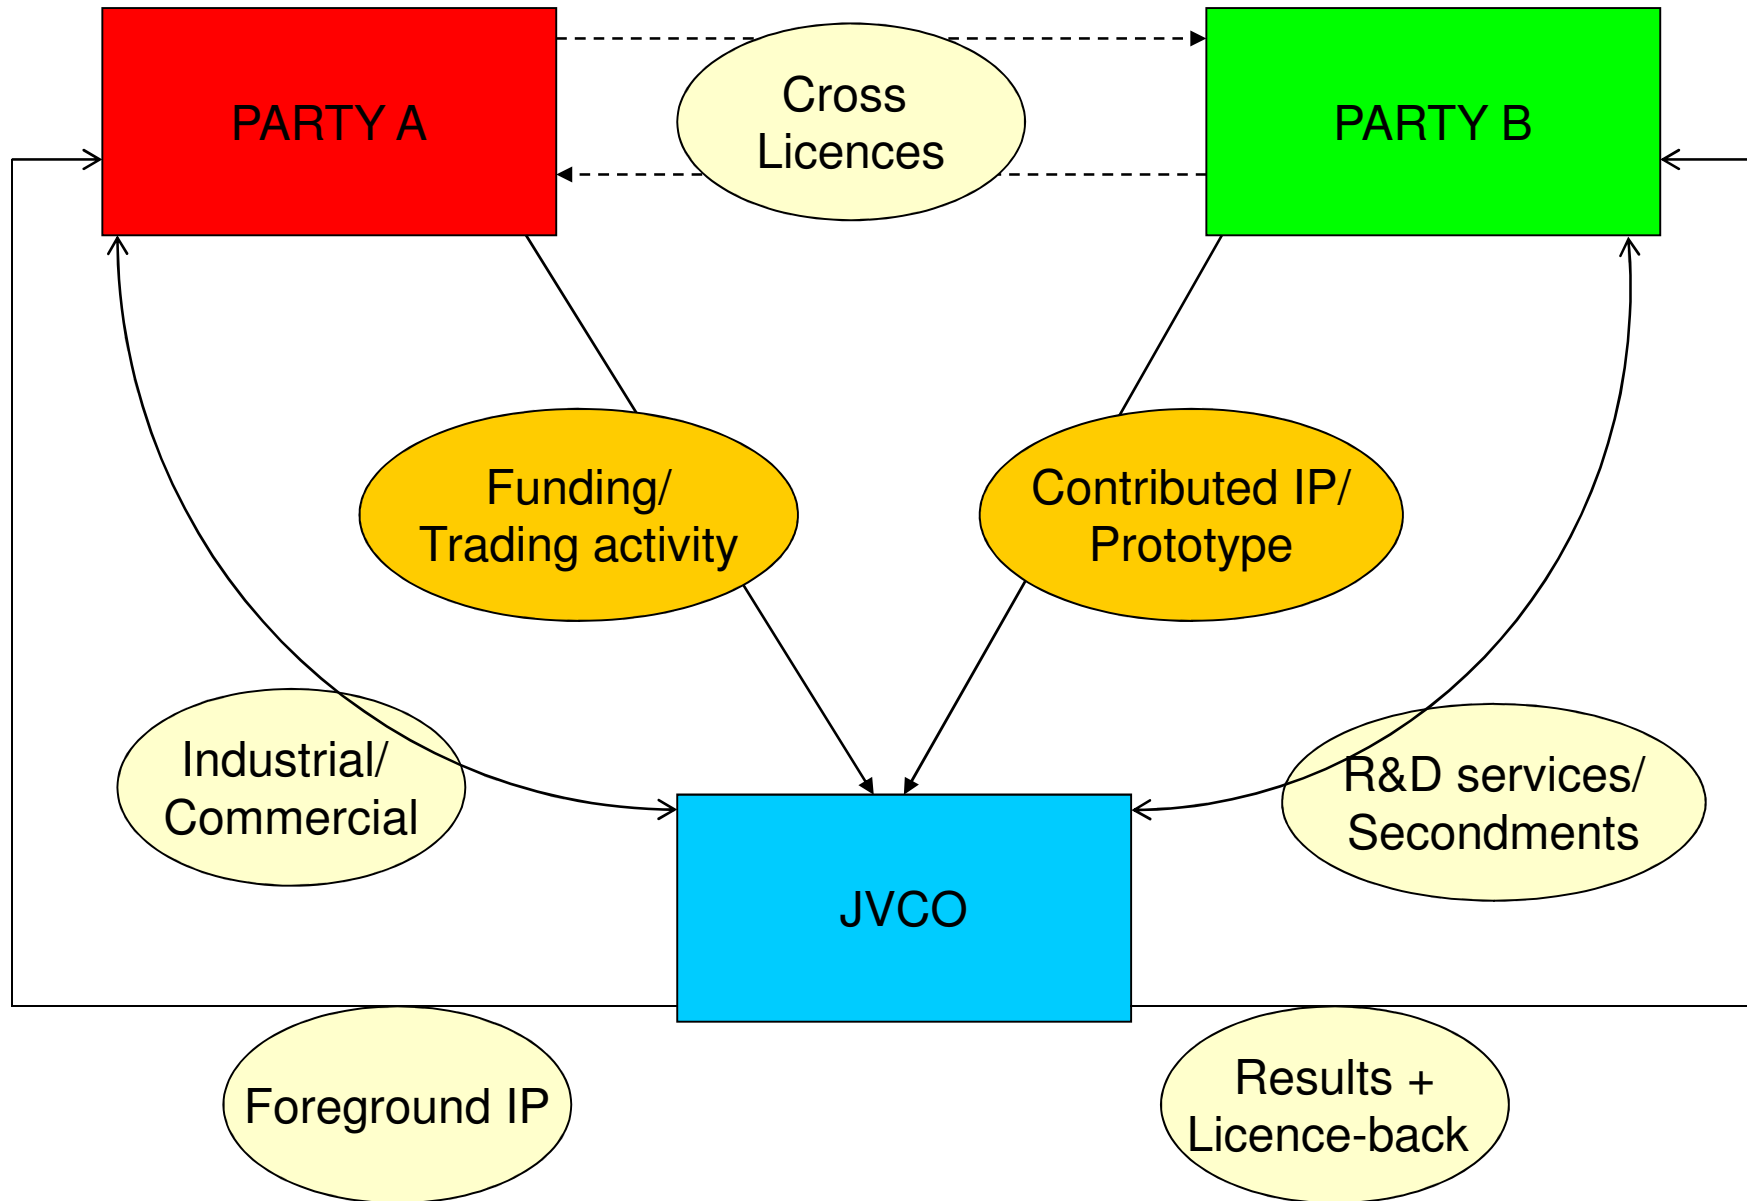 PARTY A
Cross
Licences
PARTY B
Funding/
Trading activity
Contributed IP/
Prototype
Industrial/
Commercial
R&D services/
Secondments
JVCO
Foreground IP
Results +
Licence-back